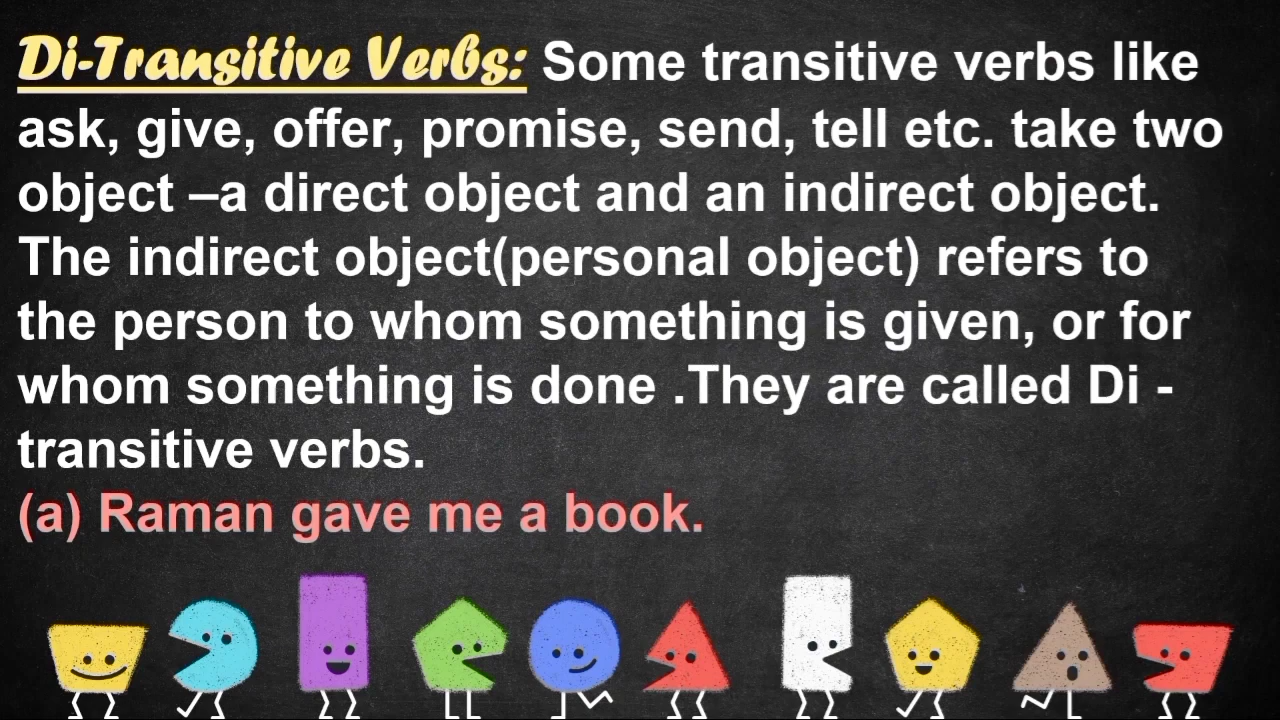 Di-Transitive Verbs: Some transitive verbs like
ask, give, offer, promise, send, tell etc. take two
object –a direct object and an indirect object.
The indirect object(personal object) refers to
the person to whom something is given, or for
whom something is done .They are called Di -
transitive verbs.
(a) Raman gave me a book.